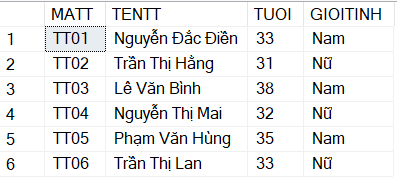 MATT TENTT TUOI GIOITINH
1 TT01 Nguyễn Đắc Điền 33 Nam
2 TT02 Trần Thị Hằng 31 Nữ
3 TT03 Lê Văn Bình 38 Nam
4 TT04 Nguyễn Thị Mai 32 Nữ
5 TT05 Phạm Văn Hùng 35 Nam
6 TT06 Trần Thị Lan 33 Nữ